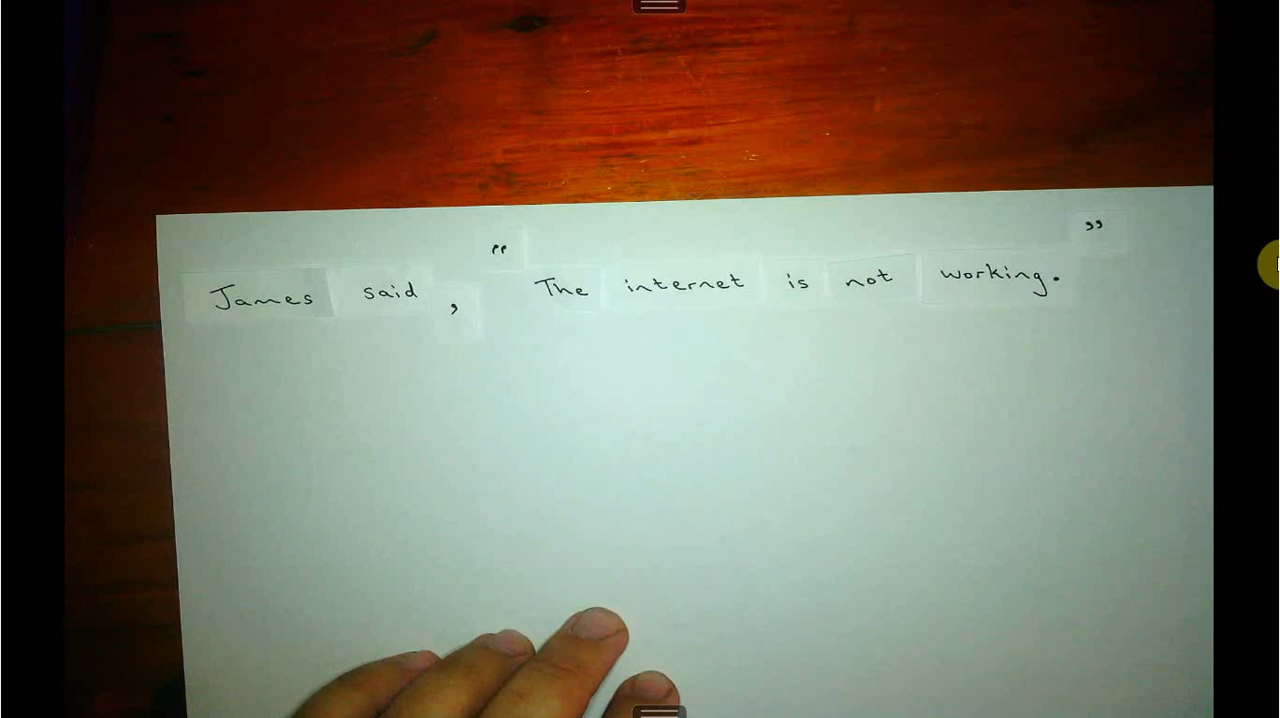 James said, “The internet is not working.”